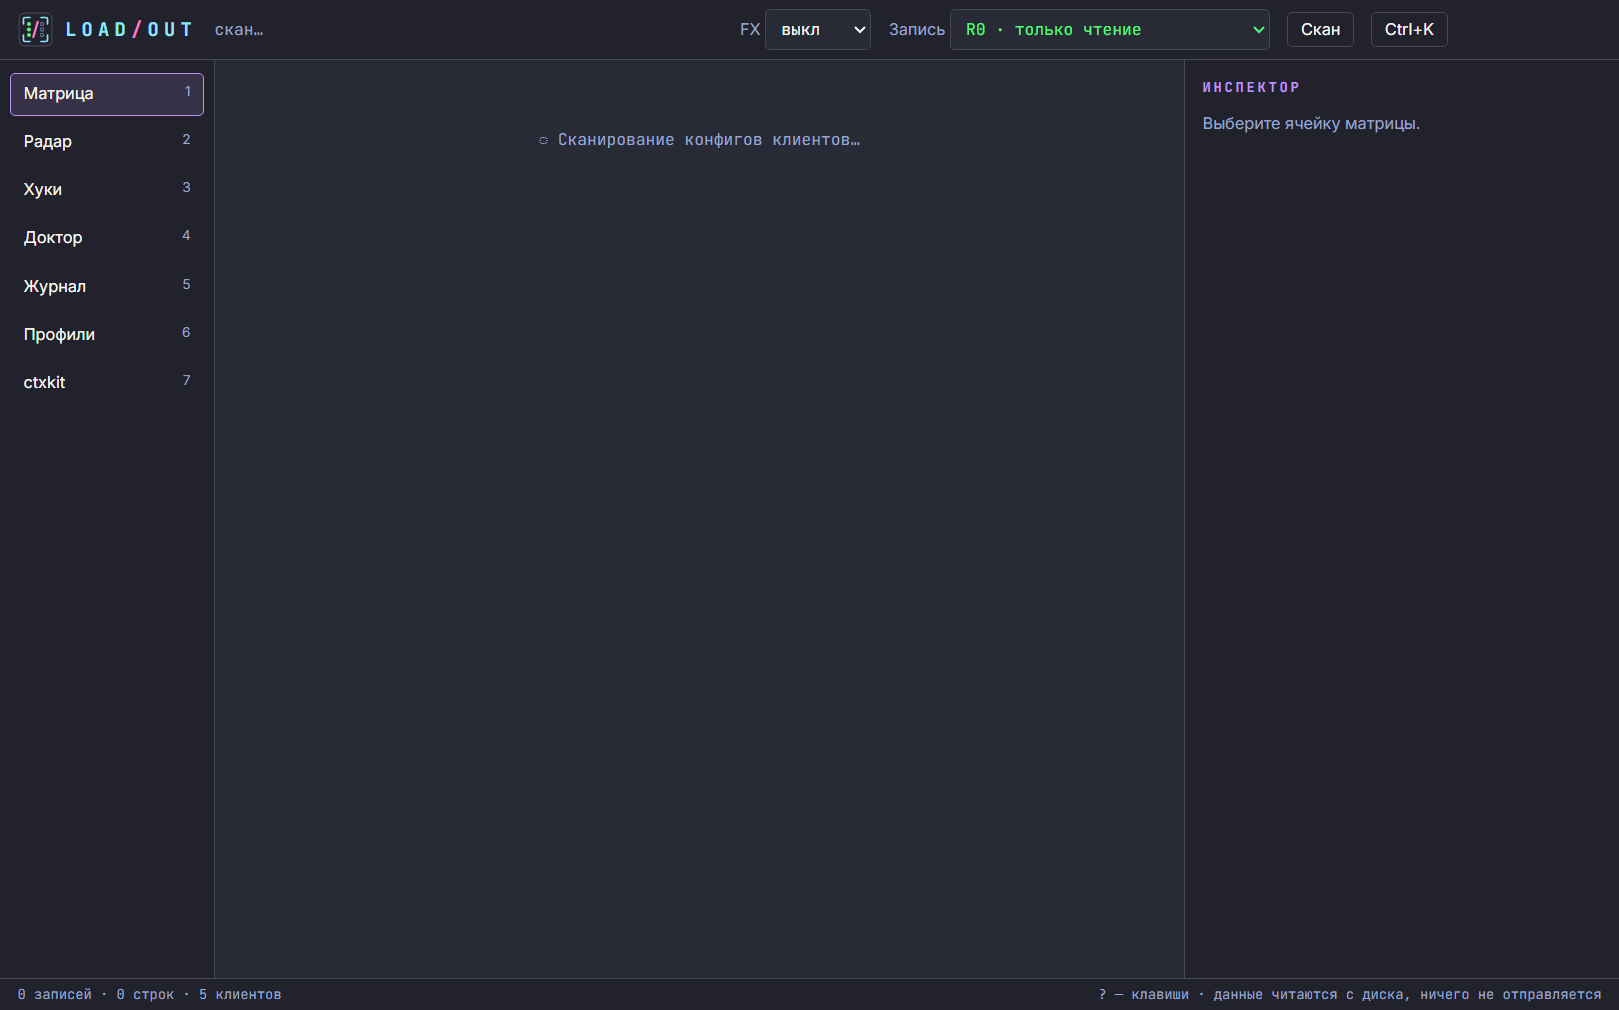 LOAD/OUT скан… FX выкл Запись R0 · только чтение Скан Ctrl+K
Матрица 1
Радар 2
Хуки 3
Доктор 4
Журнал 5
Профили 6
ctxkit 7
Сканирование конфигов клиентов…
ИНСПЕКТОР
Выберите ячейку матрицы.
0 записей · 0 строк · 5 клиентов
? — клавиши · данные читаются с диска, ничего не отправляется